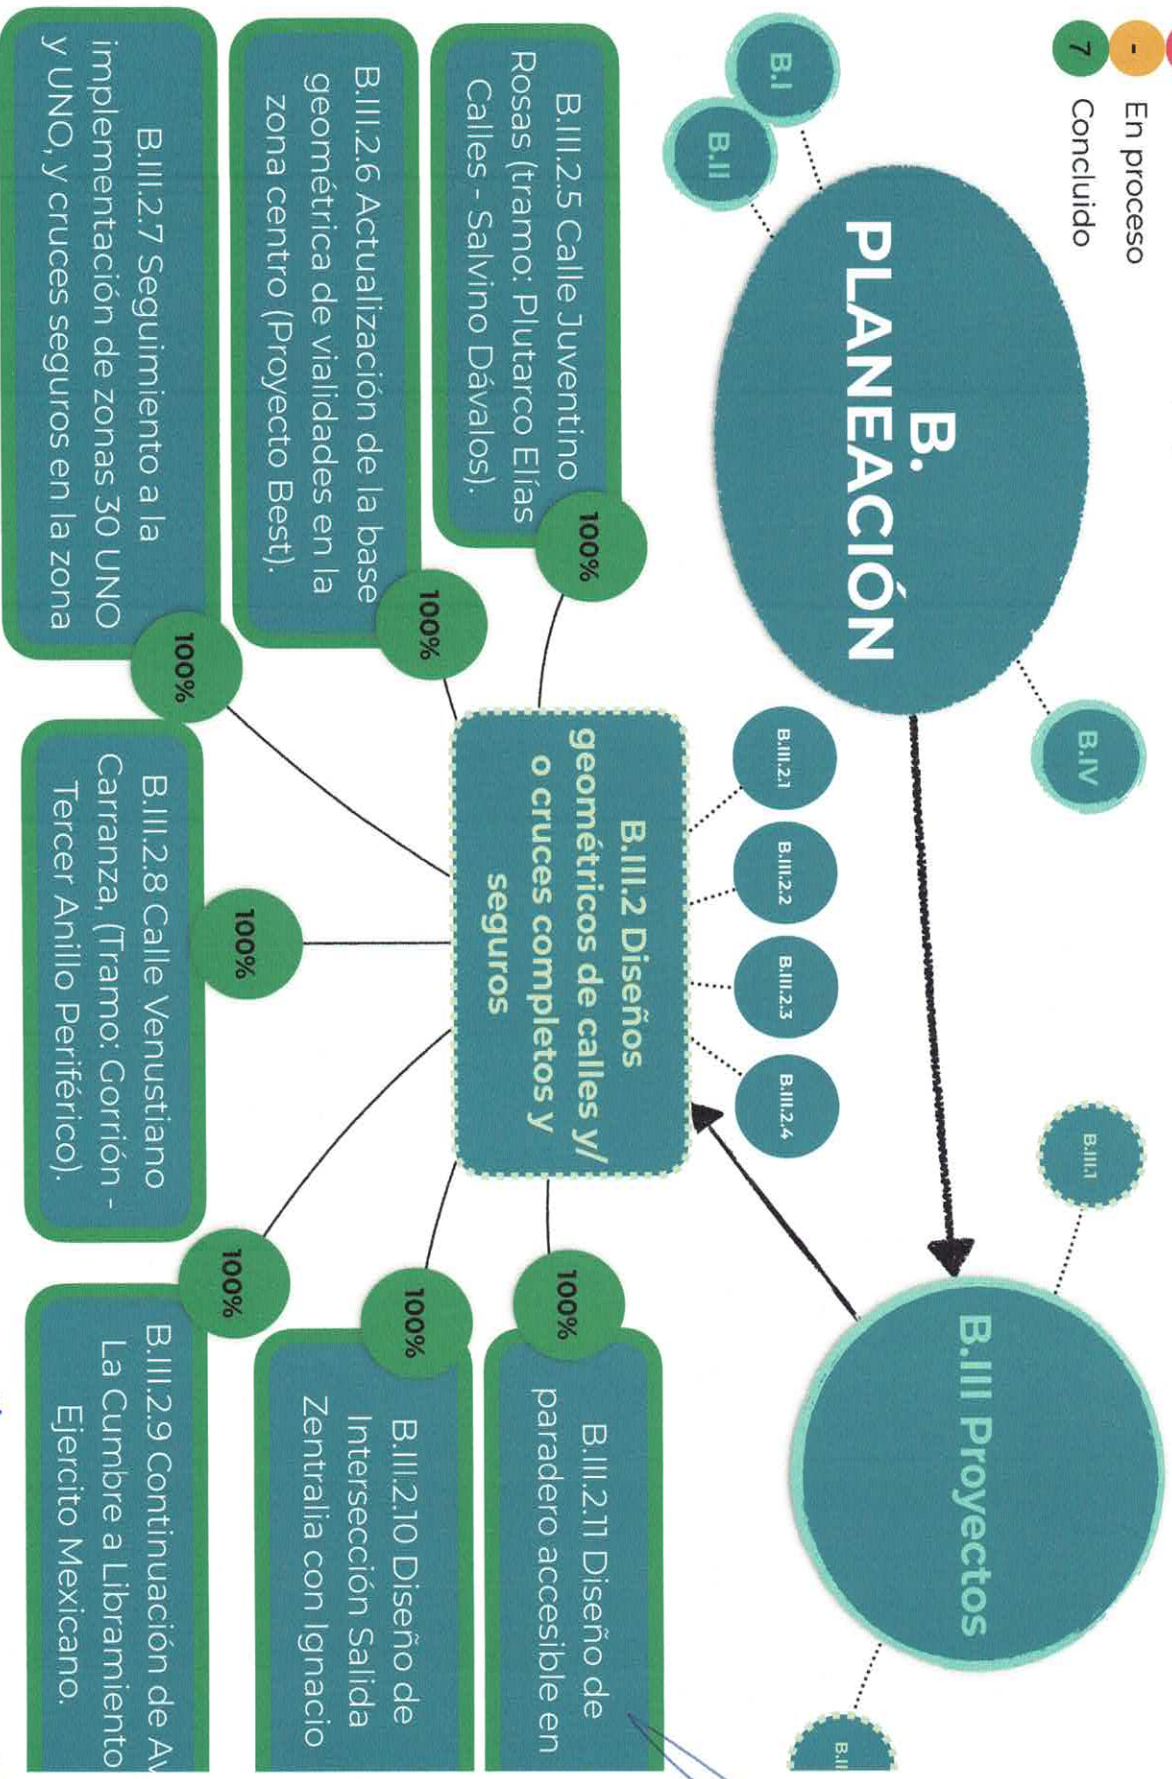 -
En proceso
7
Concluido
B.
PLANEACIÓN
B.I
B.II
B.IV
B.III Proyectos
B.III.1
B.III.2.1
B.III.2.2
B.III.2.3
B.III.2.4
B.III.2 Diseños
geométricos de calles y/
o cruces completos y
seguros
B.III.2.5 Calle Juventino
Rosas (tramo: Plutarco Elías
Calles - Salvino Dávalos).
100%
B.III.2.6 Actualización de la base
geométrica de vialidades en la
zona centro (Proyecto Best).
100%
B.III.2.7 Seguimiento a la
implementación de zonas 30 UNO
y UNO, y cruces seguros en la zona
100%
B.III.2.8 Calle Venustiano
Carranza, (Tramo: Gorrión -
Tercer Anillo Periférico).
100%
B.III.2.9 Continuación de Av
La Cumbre a Libramiento
Ejercito Mexicano.
100%
B.III.2.10 Diseño de
Intersección Salida
Zentralia con Ignacio
100%
B.III.2.11 Diseño de
paradero accesible en
100%